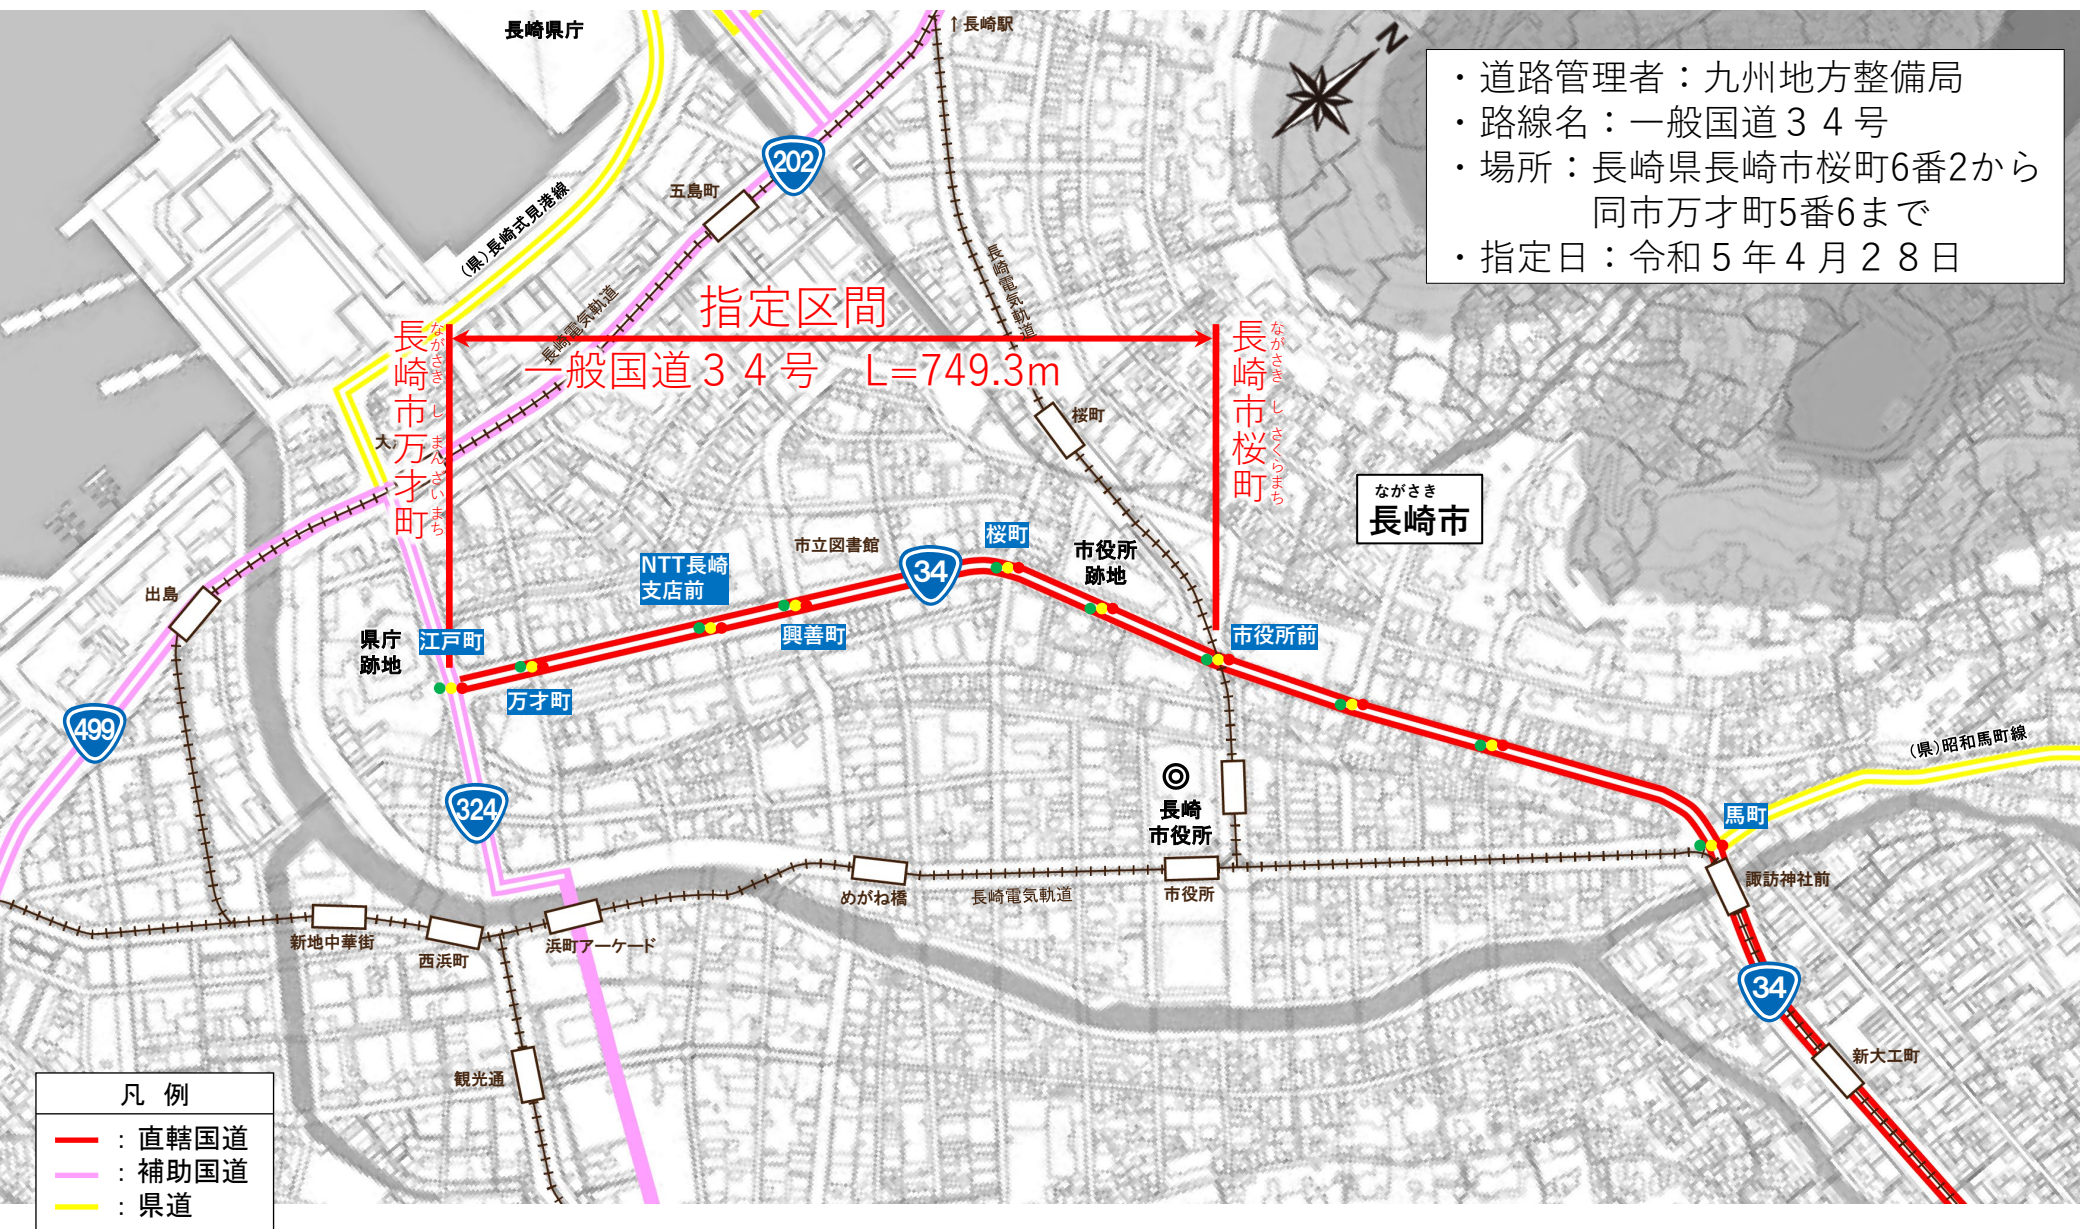 長崎県庁
↑長崎駅
N
・道路管理者：九州地方整備局
・路線名：一般国道３４号
・場所：長崎県長崎市桜町6番2から
同市万才町5番6まで
・指定日：令和５年４月２８日
202
五島町
(県)長崎式見港線
長崎電気軌道
長崎電気軌道
指定区間
一般国道３４号　L=749.3m
長崎市万才町
ながさき し まんざいまち
長崎市桜町
ながさき し さくらまち
大
桜町
ながさき
長崎市
市立図書館
34
桜町
市役所
跡地
NTT長崎
支店前
興善町
出島
県庁
跡地
江戸町
万才町
市役所前
499
324
長崎
市役所
(県)昭和馬町線
馬町
諏訪神社前
めがね橋
長崎電気軌道
市役所
新地中華街
西浜町
浜町アーケード
34
新大工町
観光通
凡 例
：直轄国道
：補助国道
：県道